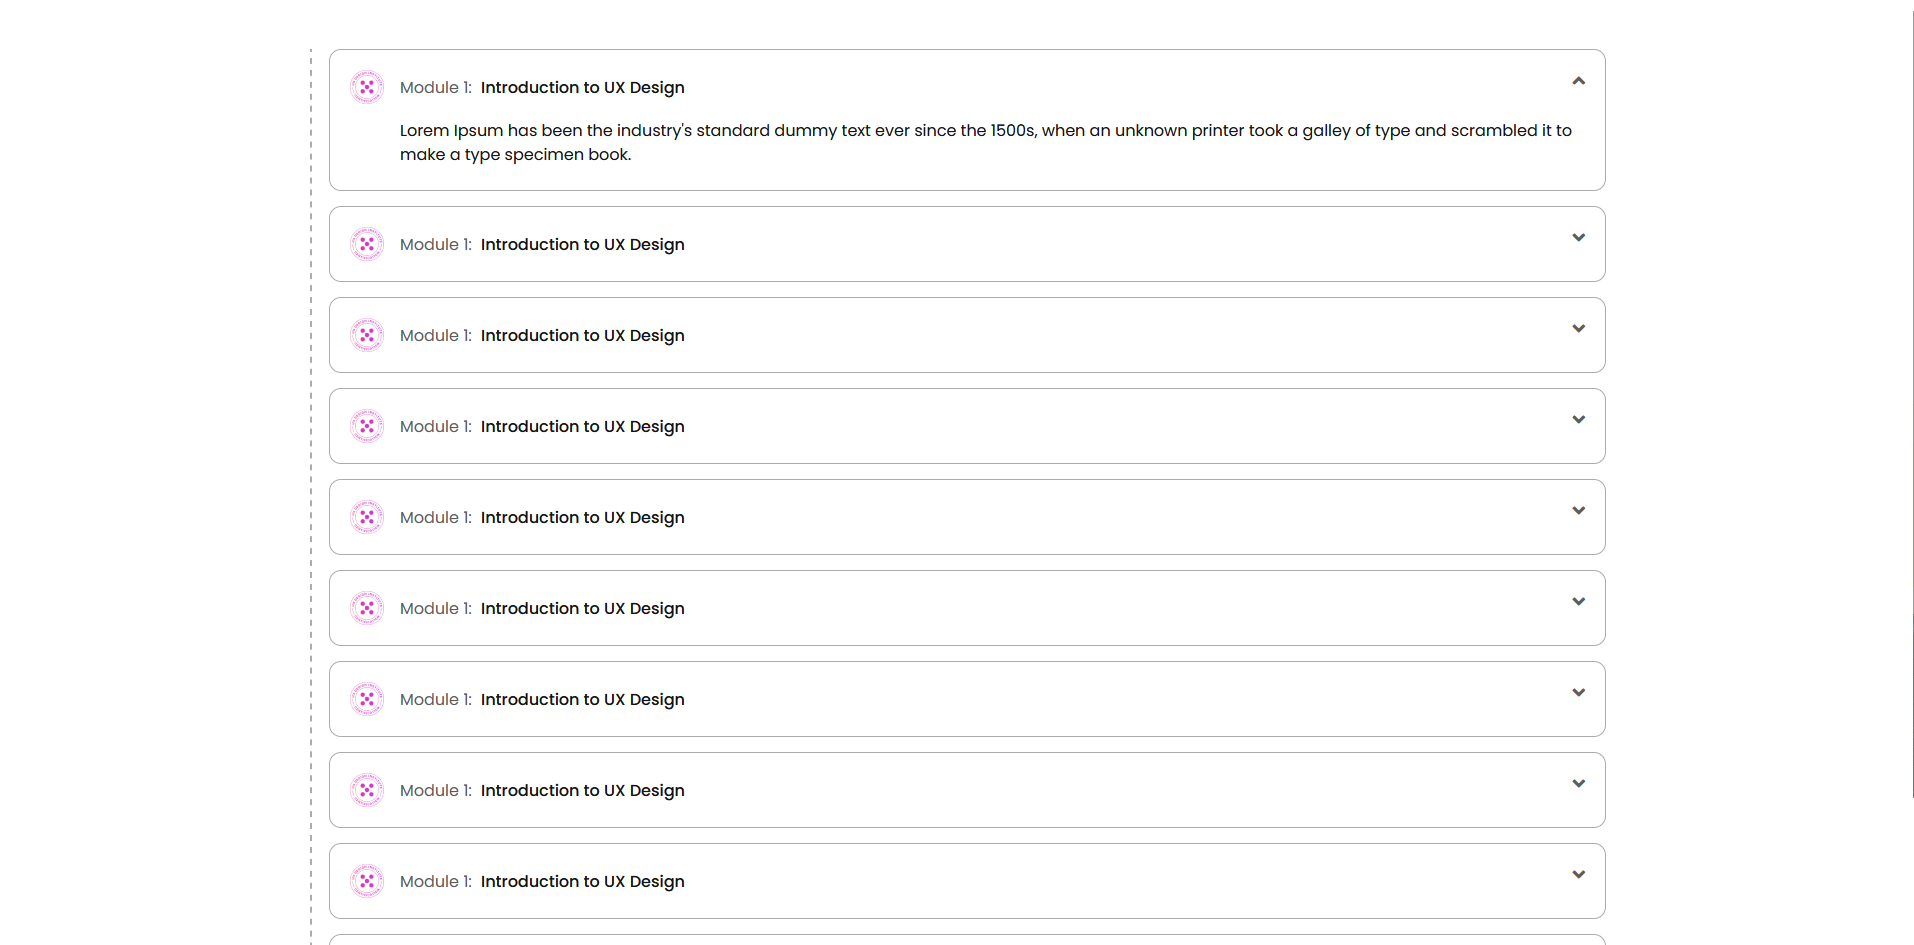 Module 1: Introduction to UX Design
Lorem Ipsum has been the industry's standard dummy text ever since the 1500s, when an unknown printer took a galley of type and scrambled it to
make a type specimen book.
Module 1: Introduction to UX Design
Module 1: Introduction to UX Design
Module 1: Introduction to UX Design
Module 1: Introduction to UX Design
Module 1: Introduction to UX Design
Module 1: Introduction to UX Design
Module 1: Introduction to UX Design
Module 1: Introduction to UX Design